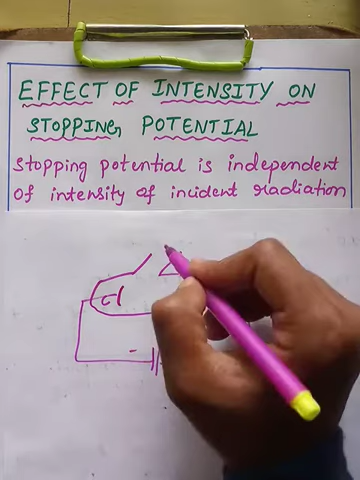 EFFECT OF INTENSITY ON
STOPPING POTENTIAL
Stopping potential is independent
of intensity of incident radiation